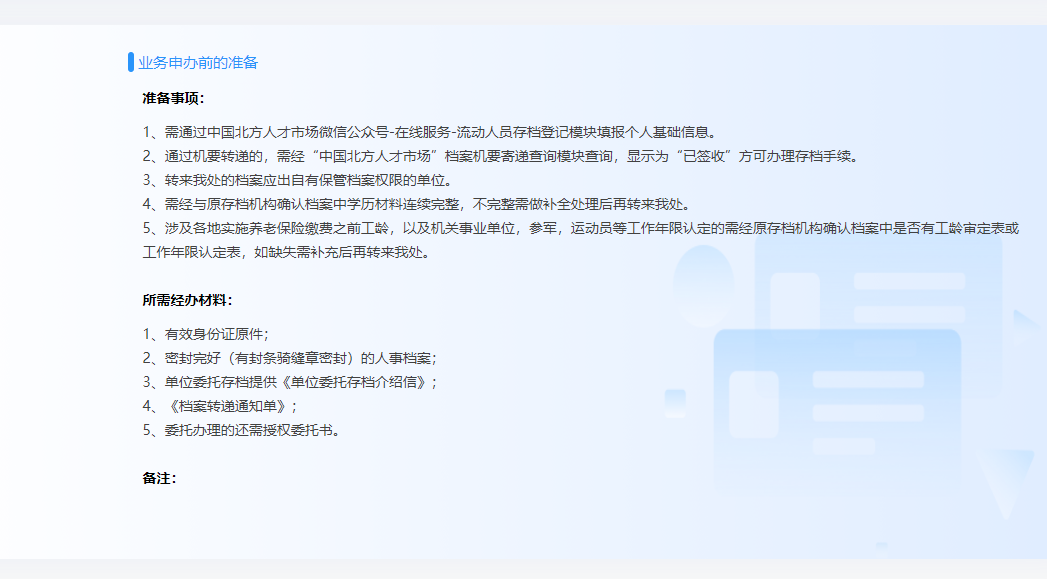 业务申办前的准备
准备事项：
1、需通过中国北方人才市场微信公众号-在线服务-流动人员存档登记模块填报个人基础信息。
2、通过机要转递的，需经“中国北方人才市场”档案机要寄递查询模块查询，显示为“已签收”方可办理存档手续。
3、转来我处的档案应出自有保管档案权限的单位。
4、需经与原存档机构确认档案中学历材料连续完整，不完整需做补全处理后再转来我处。
5、涉及各地实施养老保险缴费之前工龄，以及机关事业单位，参军，运动员等工作年限认定的需经原存档机构确认档案中是否有工龄审定表或
工作年限认定表，如缺失需补充后再转来我处。
所需经办材料：
1、有效身份证原件；
2、密封完好（有封条骑缝章密封）的人事档案；
3、单位委托存档提供《单位委托存档介绍信》；
4、《档案转递通知单》；
5、委托办理的还需授权委托书。
备注：